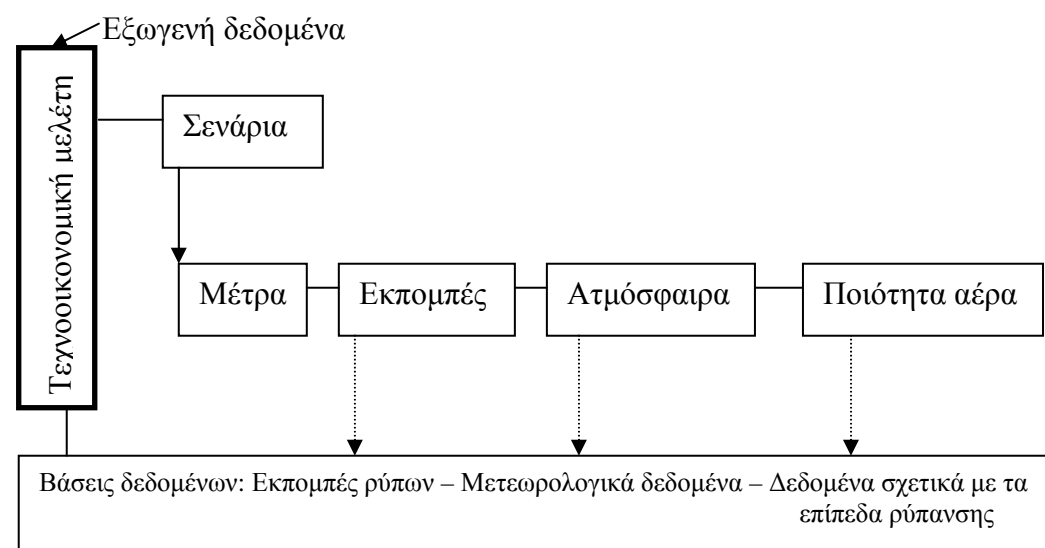 Εξωγενή δεδομένα
Τεχνοοικονομική μελέτη
Σενάρια
Μέτρα
Εκπομπές
Ατμόσφαιρα
Ποιότητα αέρα
Βάσεις δεδομένων: Εκπομπές ρύπων – Μετεωρολογικά δεδομένα – Δεδομένα σχετικά με τα
επίπεδα ρύπανσης